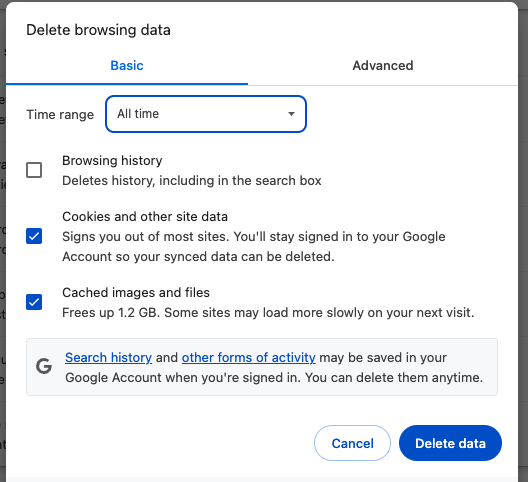 Delete browsing data
Basic
Advanced
Time range
All time
Browsing history
Deletes history, including in the search box
Cookies and other site data
Signs you out of most sites. You'll stay signed in to your Google
Account so your synced data can be deleted.
Cached images and files
Frees up 1.2 GB. Some sites may load more slowly on your next visit.
Search history and other forms of activity may be saved in your
Google Account when you're signed in. You can delete them anytime.
Cancel
Delete data